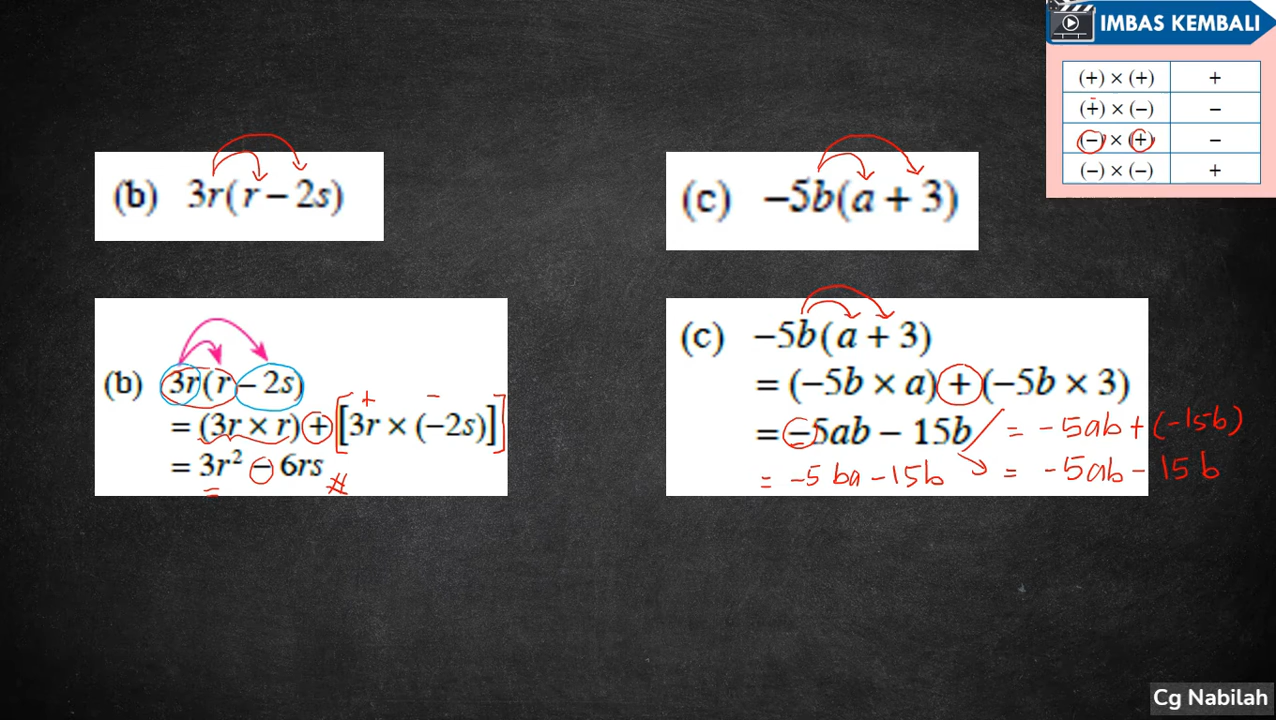 IMBAS KEMBALI
(+) × (+) +
(+) × (−) −
(−) × (+) −
(−) × (−) +
(b) 3r(r − 2s)
(c) −5b(a + 3)
(b) 3r(r − 2s)
= (3r × r) + [3r × (−2s)]
+ −
= 3r² − 6rs
(c) −5b(a + 3)
= (−5b × a) + (−5b × 3)
= −5ab − 15b
= -5ab + (-15b)
= -5ba - 15b
= -5ab - 15b
Cg Nabilah